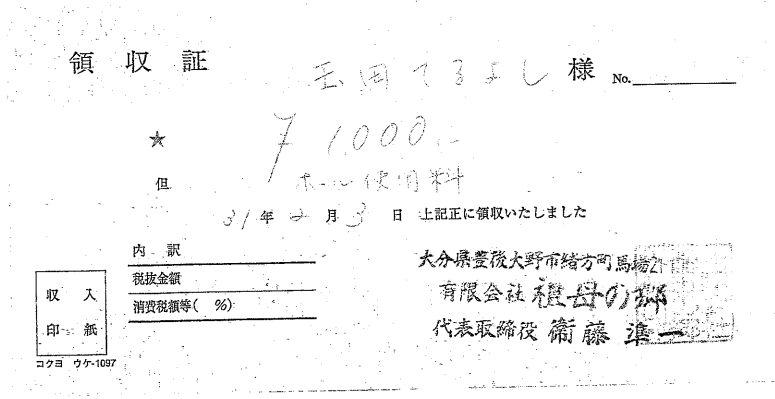 領収証
玉田てるよし 様 No.
★ ₹1,000.-
但 ホール使用料
31年2月3日 上記正に領収いたしました
内訳
税抜金額
消費税額等( %)
収入
印紙
コクヨ ウケ-1097
大分県豊後大野市緒方町馬場21
有限会社 祖母の郷
代表取締役 衞藤準一